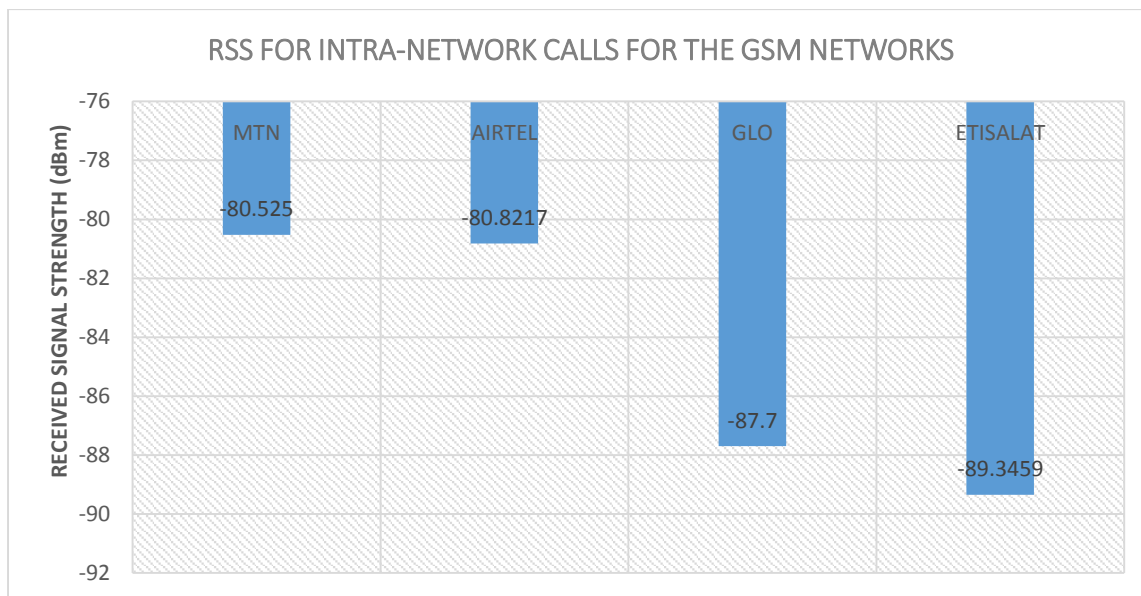 RSS FOR INTRA-NETWORK CALLS FOR THE GSM NETWORKS
RECEIVED SIGNAL STRENGTH (dBm)
-76
-78
-80
-82
-84
-86
-88
-90
-92
MTN
AIRTEL
GLO
ETISALAT
-80.525
-80.8217
-87.7
-89.3459